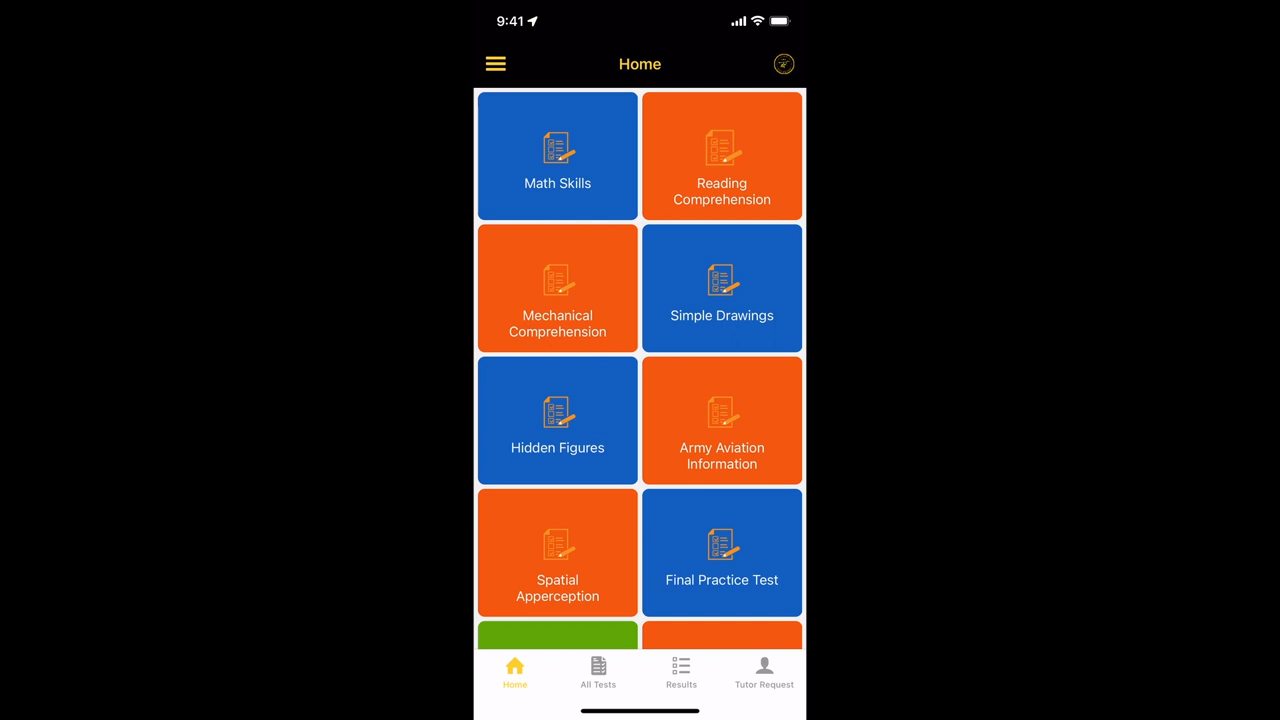 9:41
Home
Math Skills
Reading
Comprehension
Mechanical
Comprehension
Simple Drawings
Hidden Figures
Army Aviation
Information
Spatial
Apperception
Final Practice Test
Home
All Tests
Results
Tutor Request